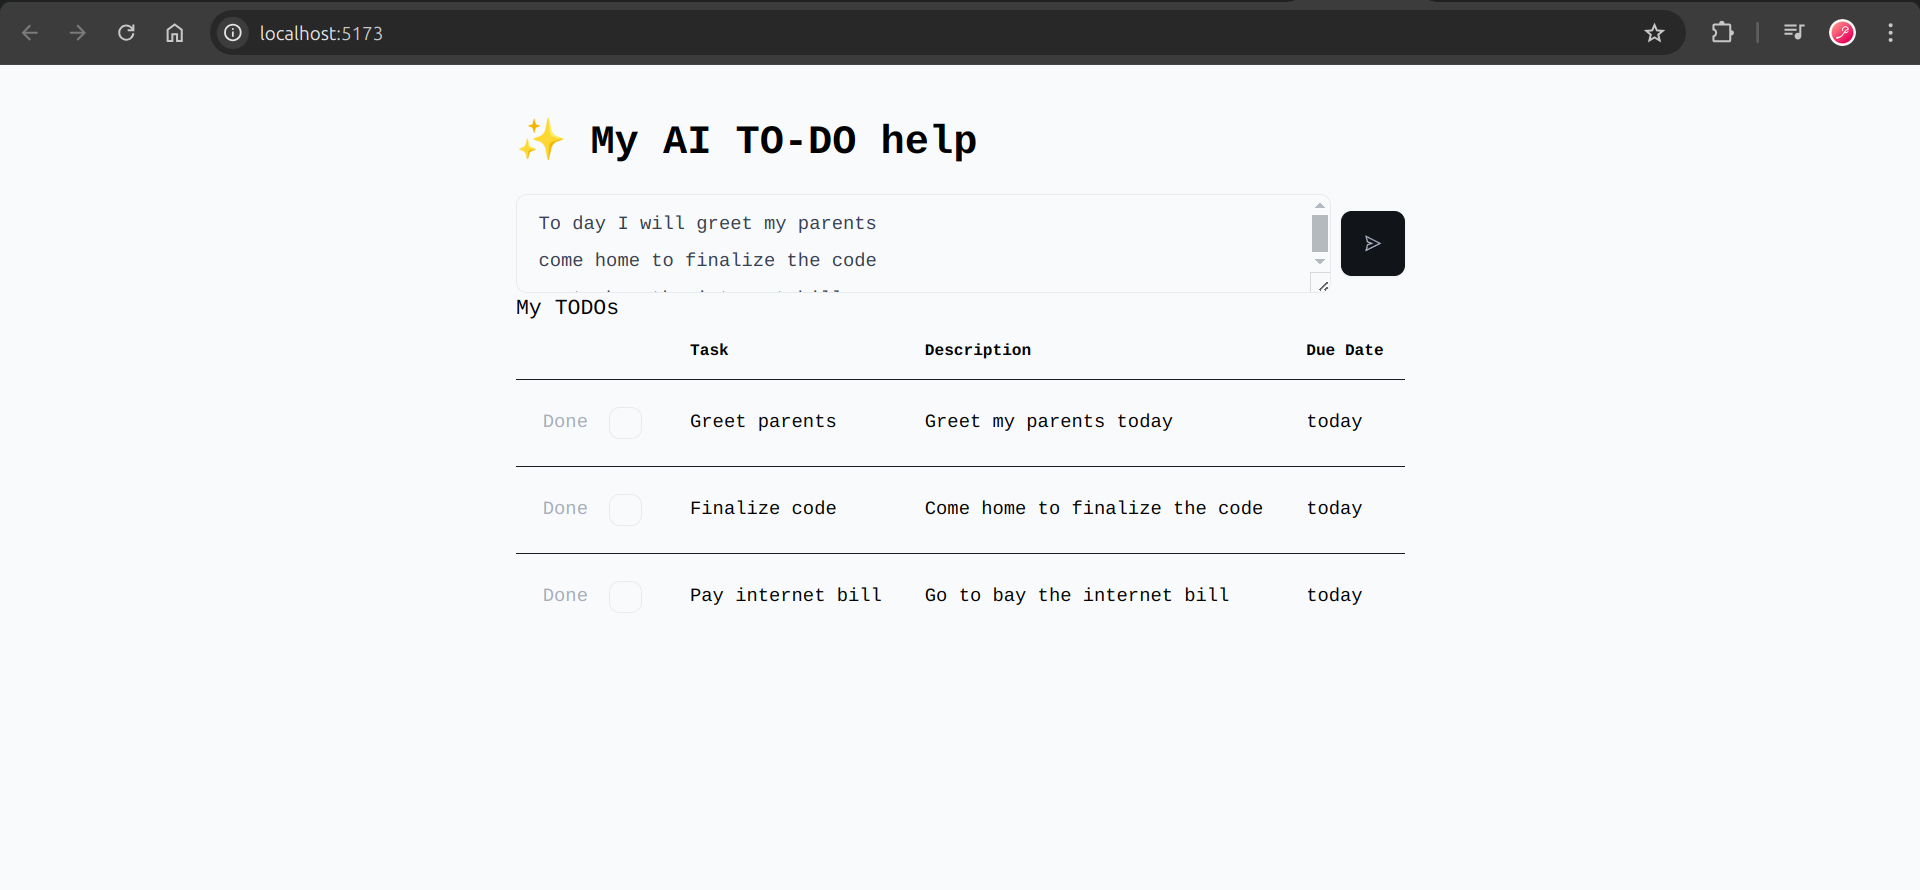 localhost:5173
✨ My AI TO-DO help
To day I will greet my parents
come home to finalize the code
My TODOs
Task Description Due Date
Done Greet parents Greet my parents today today
Done Finalize code Come home to finalize the code today
Done Pay internet bill Go to bay the internet bill today